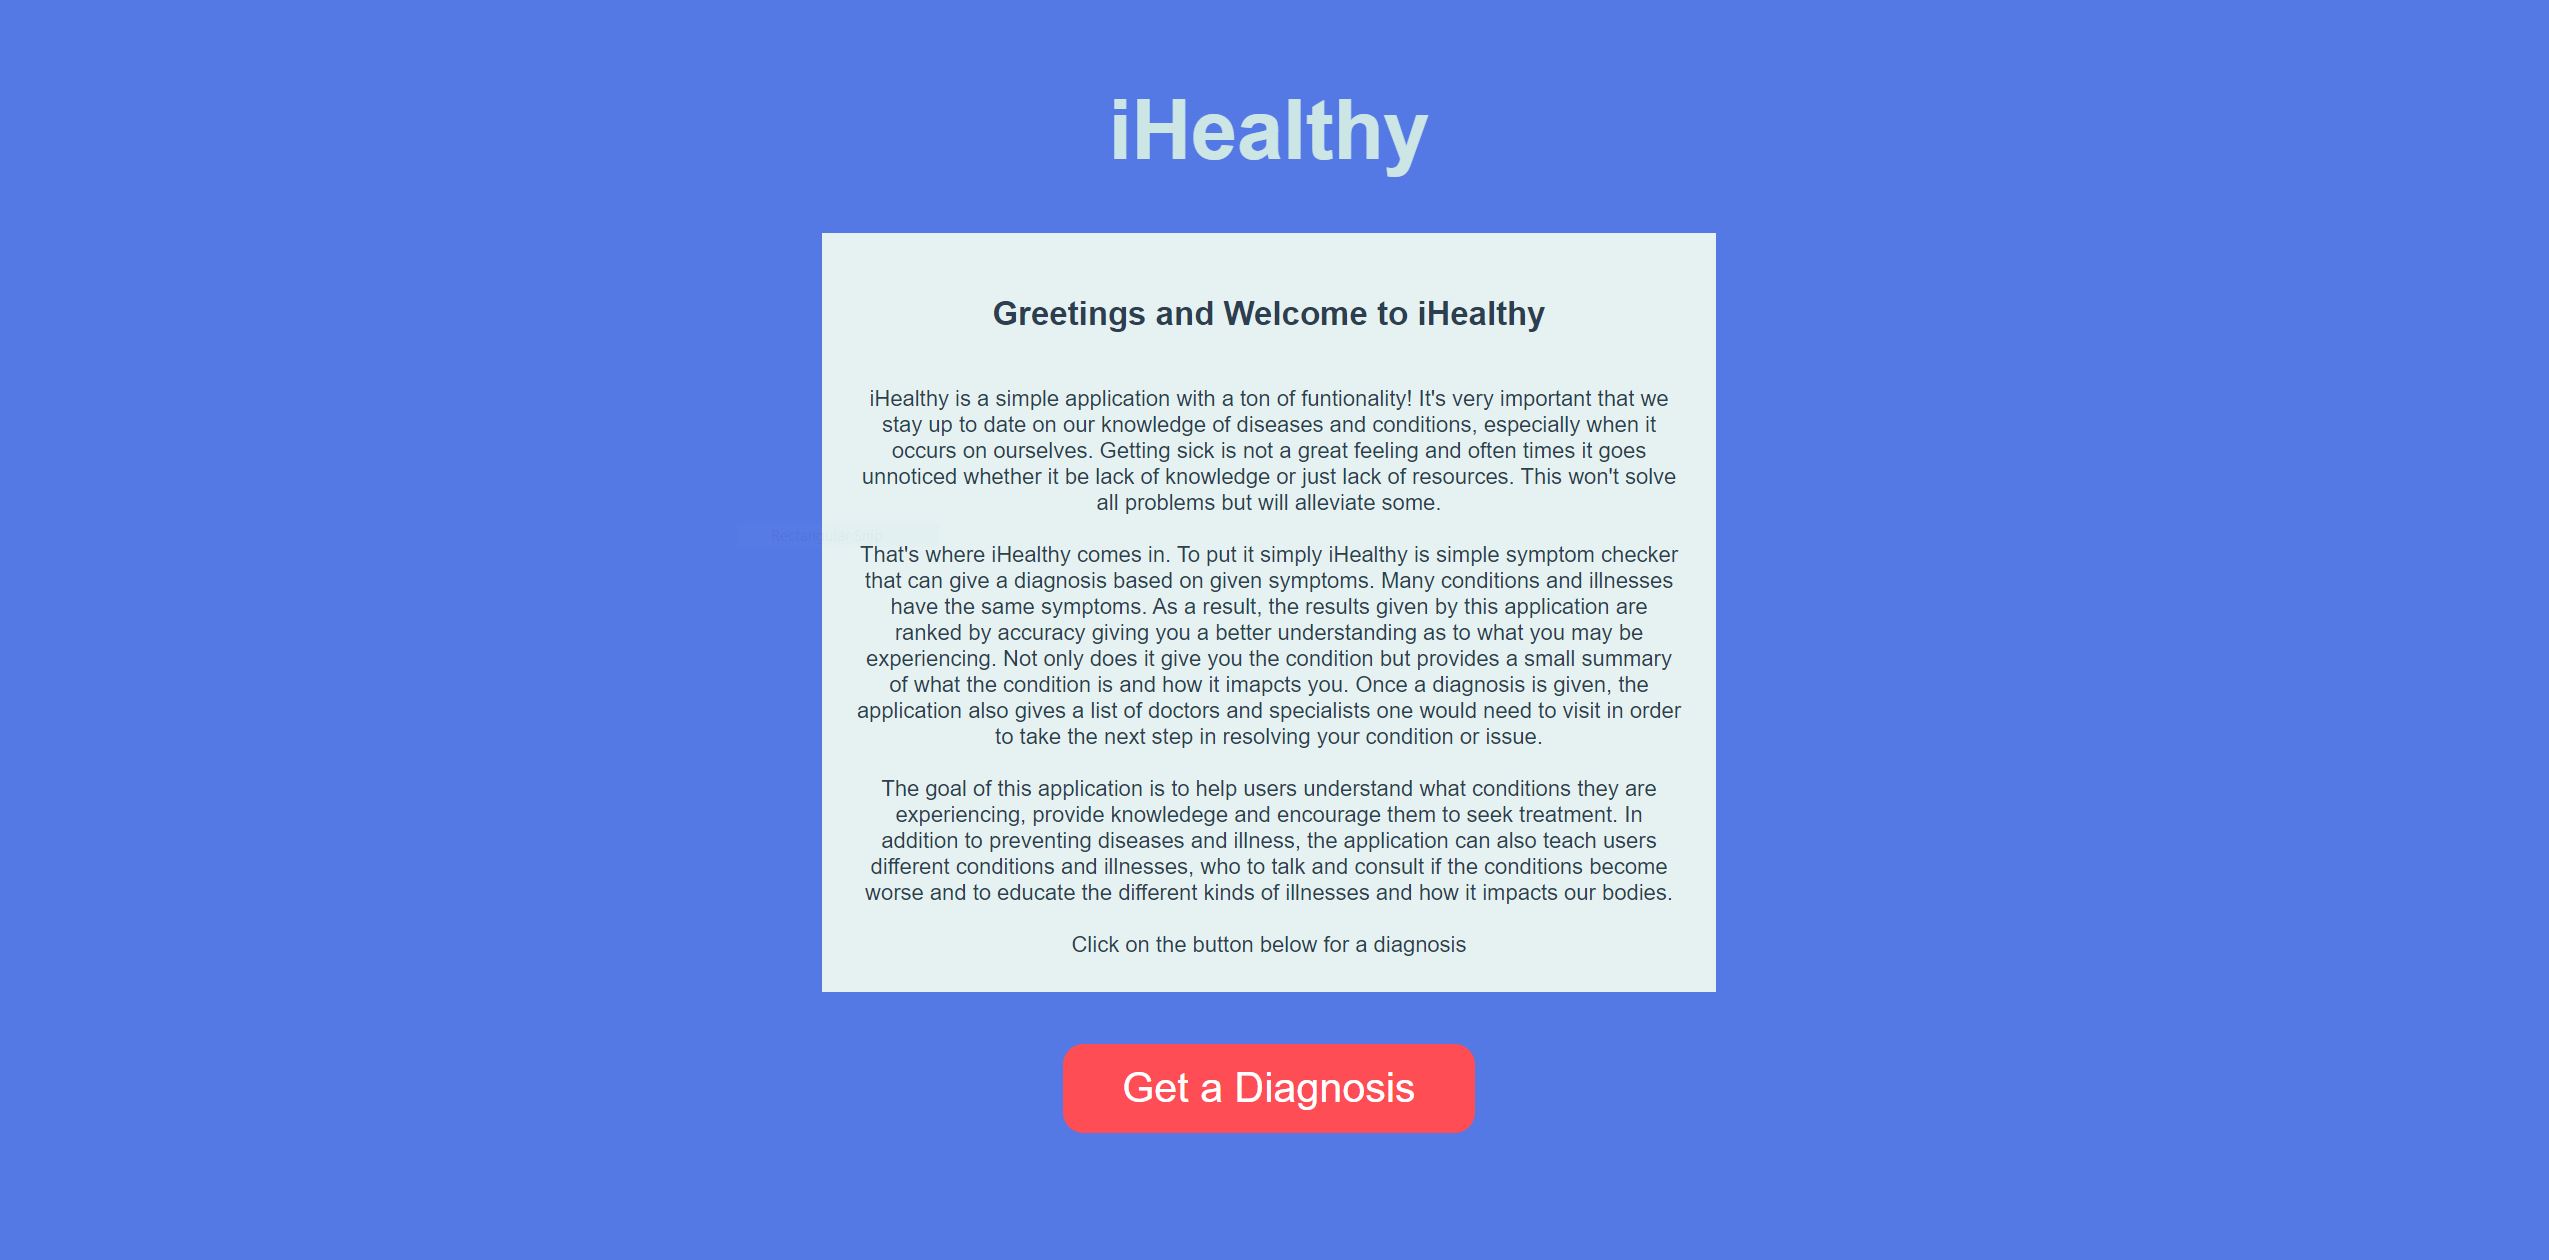 iHealthy
Greetings and Welcome to iHealthy
iHealthy is a simple application with a ton of funtionality! It's very important that we
stay up to date on our knowledge of diseases and conditions, especially when it
occurs on ourselves. Getting sick is not a great feeling and often times it goes
unnoticed whether it be lack of knowledge or just lack of resources. This won't solve
all problems but will alleviate some.
Rectangular Snip
That's where iHealthy comes in. To put it simply iHealthy is simple symptom checker
that can give a diagnosis based on given symptoms. Many conditions and illnesses
have the same symptoms. As a result, the results given by this application are
ranked by accuracy giving you a better understanding as to what you may be
experiencing. Not only does it give you the condition but provides a small summary
of what the condition is and how it imapcts you. Once a diagnosis is given, the
application also gives a list of doctors and specialists one would need to visit in order
to take the next step in resolving your condition or issue.
The goal of this application is to help users understand what conditions they are
experiencing, provide knowledege and encourage them to seek treatment. In
addition to preventing diseases and illness, the application can also teach users
different conditions and illnesses, who to talk and consult if the conditions become
worse and to educate the different kinds of illnesses and how it impacts our bodies.
Click on the button below for a diagnosis
Get a Diagnosis